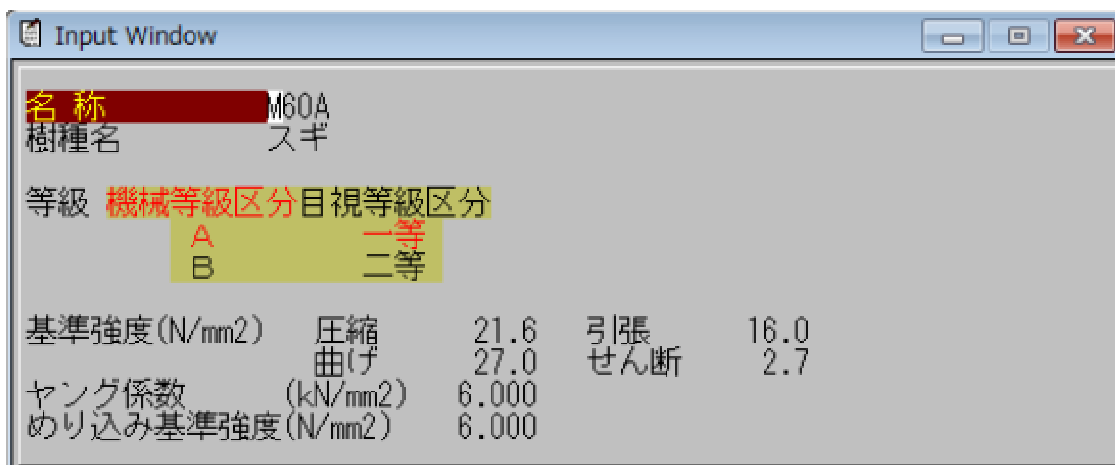 Input Window
名 称 M60A
樹種名 スギ
等級 機械等級区分 目視等級区分
A 一等
B 二等
基準強度(N/mm2) 圧縮 21.6 引張 16.0
曲げ 27.0 せん断 2.7
ヤング係数 (kN/mm2) 6.000
めり込み基準強度(N/mm2) 6.000